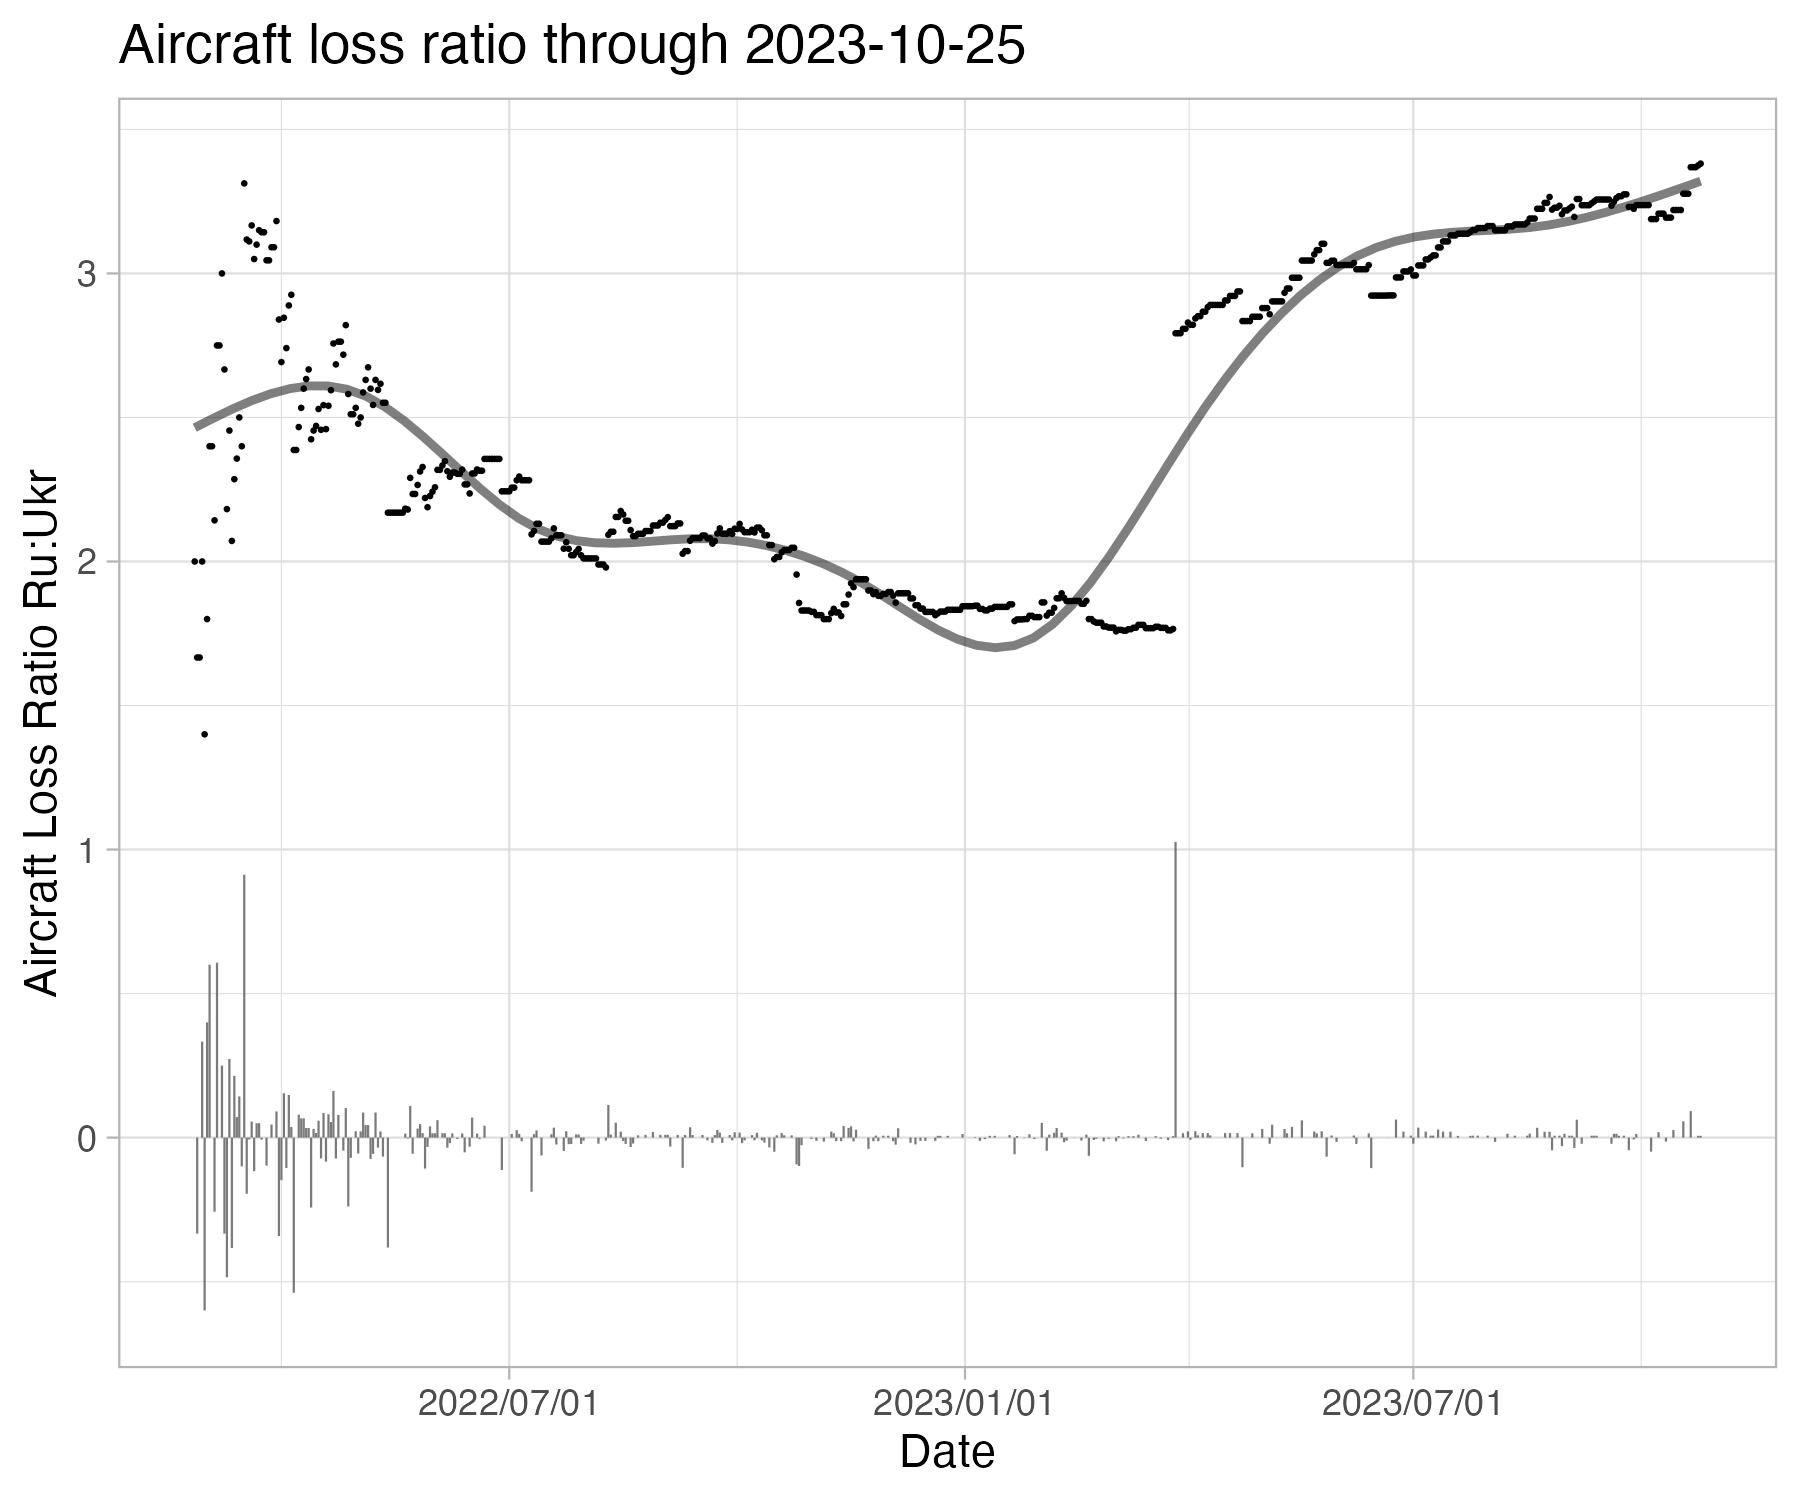 Aircraft loss ratio through 2023-10-25
Aircraft Loss Ratio Ru:Ukr
3
2
1
0
2022/07/01
2023/01/01
2023/07/01
Date